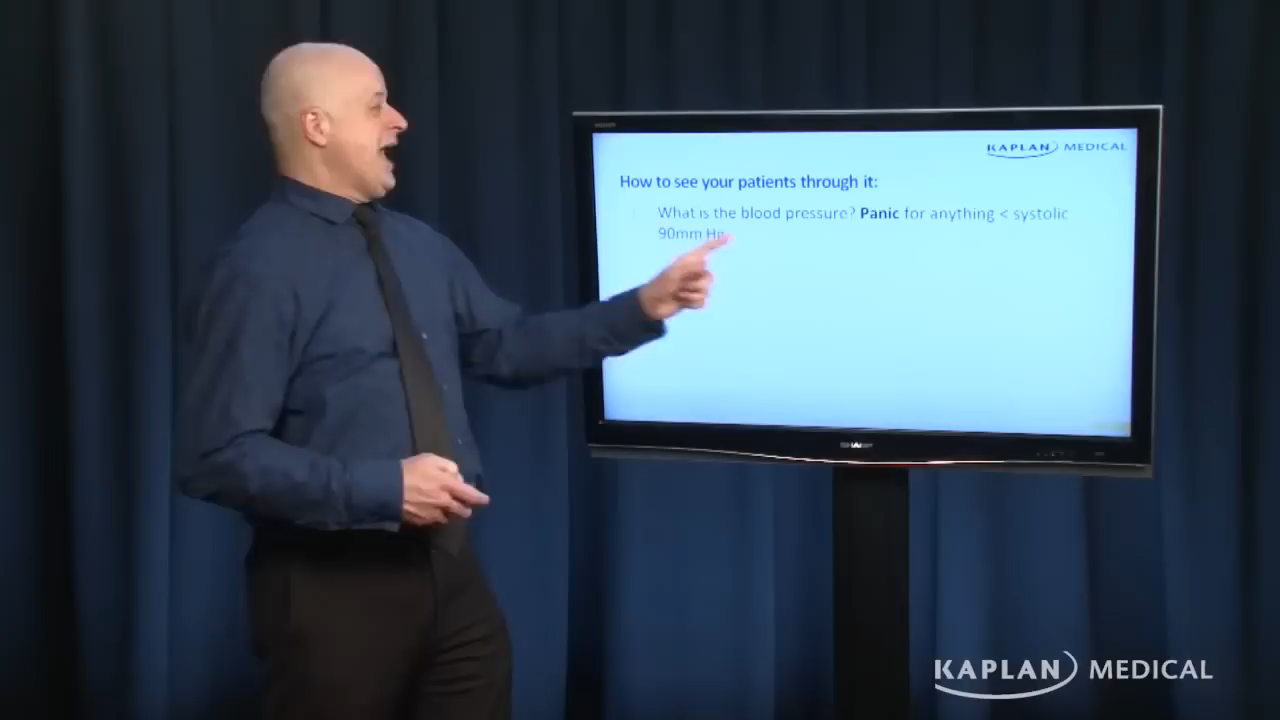 KAPLAN MEDICAL
How to see your patients through it:
What is the blood pressure? Panic for anything < systolic
90mm Hg
SHARP
KAPLAN MEDICAL